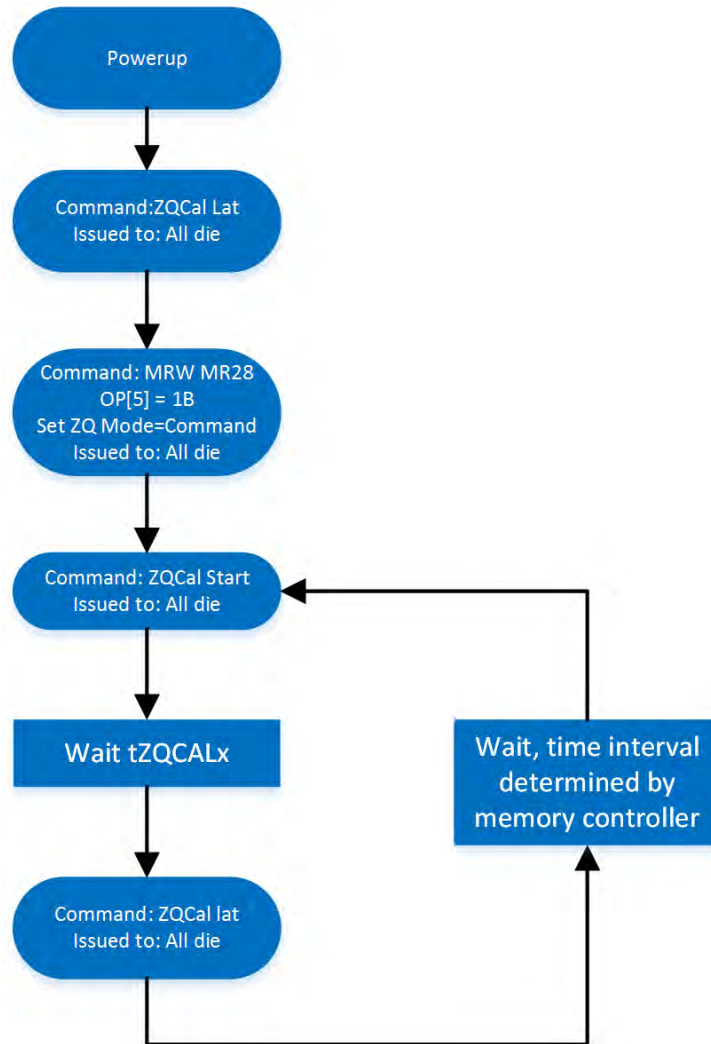 Powerup
Command:ZQCal Lat
Issued to: All die
Command: MRW MR28
OP[5] = 1B
Set ZQ Mode=Command
Issued to: All die
Command: ZQCal Start
Issued to: All die
Wait tZQCALx
Wait, time interval
determined by
memory controller
Command: ZQCal lat
Issued to: All die